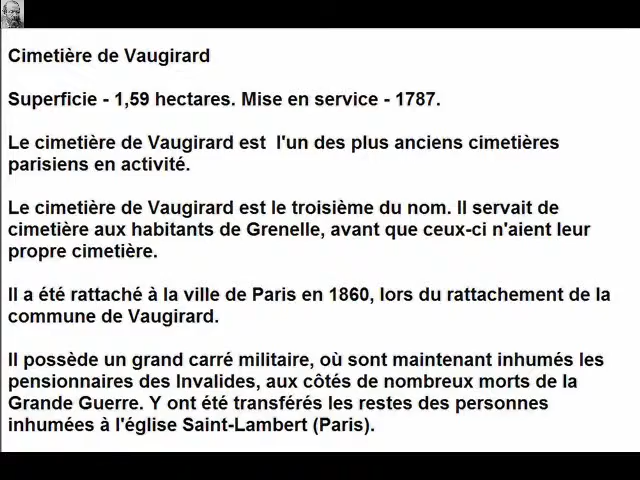 Cimetière de Vaugirard
Superficie - 1,59 hectares. Mise en service - 1787.
Le cimetière de Vaugirard est  l'un des plus anciens cimetières
parisiens en activité.
Le cimetière de Vaugirard est le troisième du nom. Il servait de
cimetière aux habitants de Grenelle, avant que ceux-ci n'aient leur
propre cimetière.
Il a été rattaché à la ville de Paris en 1860, lors du rattachement de la
commune de Vaugirard.
Il possède un grand carré militaire, où sont maintenant inhumés les
pensionnaires des Invalides, aux côtés de nombreux morts de la
Grande Guerre. Y ont été transférés les restes des personnes
inhumées à l'église Saint-Lambert (Paris).